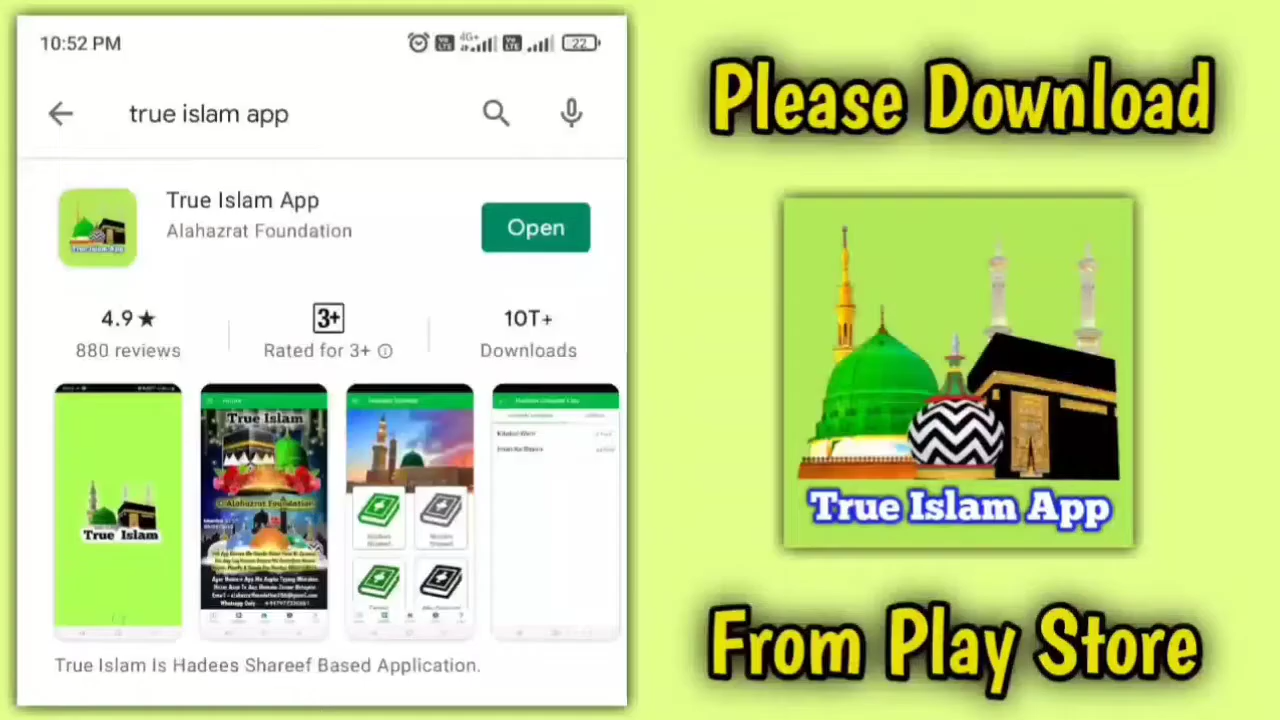 10:52 PM
22
true islam app
True Islam App
Alahazrat Foundation
Open
4.9★
880 reviews
3+
Rated for 3+
10T+
Downloads
True Islam
Alahazrat Foundation
True Islam
True Islam Is Hadees Shareef Based Application.
Please Download
True Islam App
From Play Store